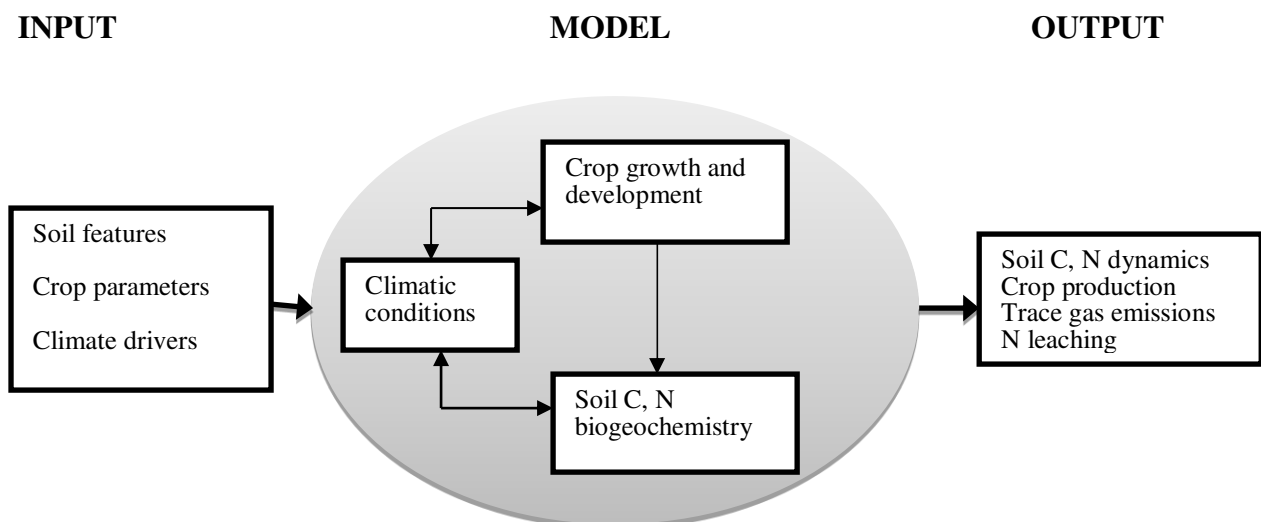 INPUT
MODEL
OUTPUT
Soil features
Crop parameters
Climate drivers
Crop growth and
development
Climatic
conditions
Soil C, N
biogeochemistry
Soil C, N dynamics
Crop production
Trace gas emissions
N leaching